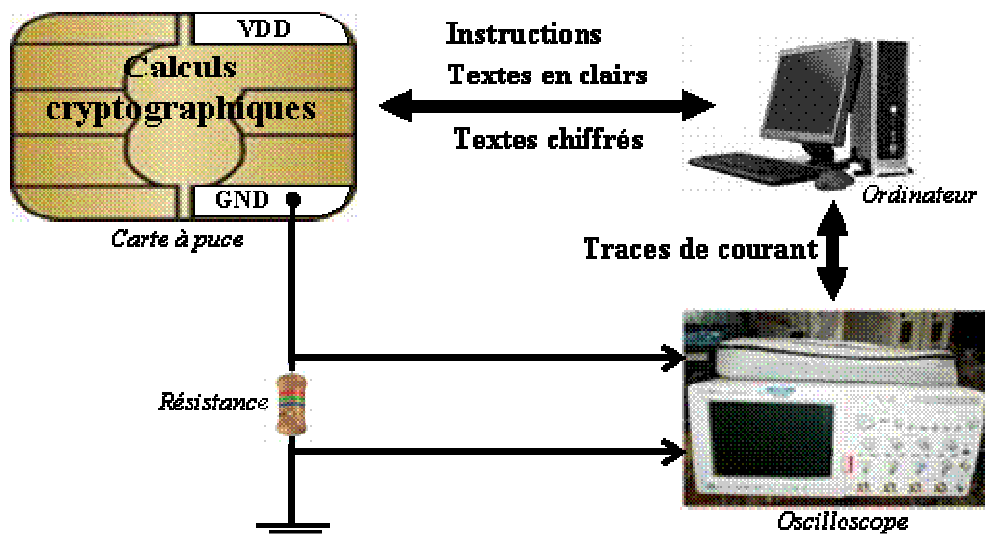 VDD
Calculs
cryptographiques
GND
Carte à puce
Instructions
Textes en clairs
Textes chiffrés
Ordinateur
Traces de courant
Résistance
Oscilloscope